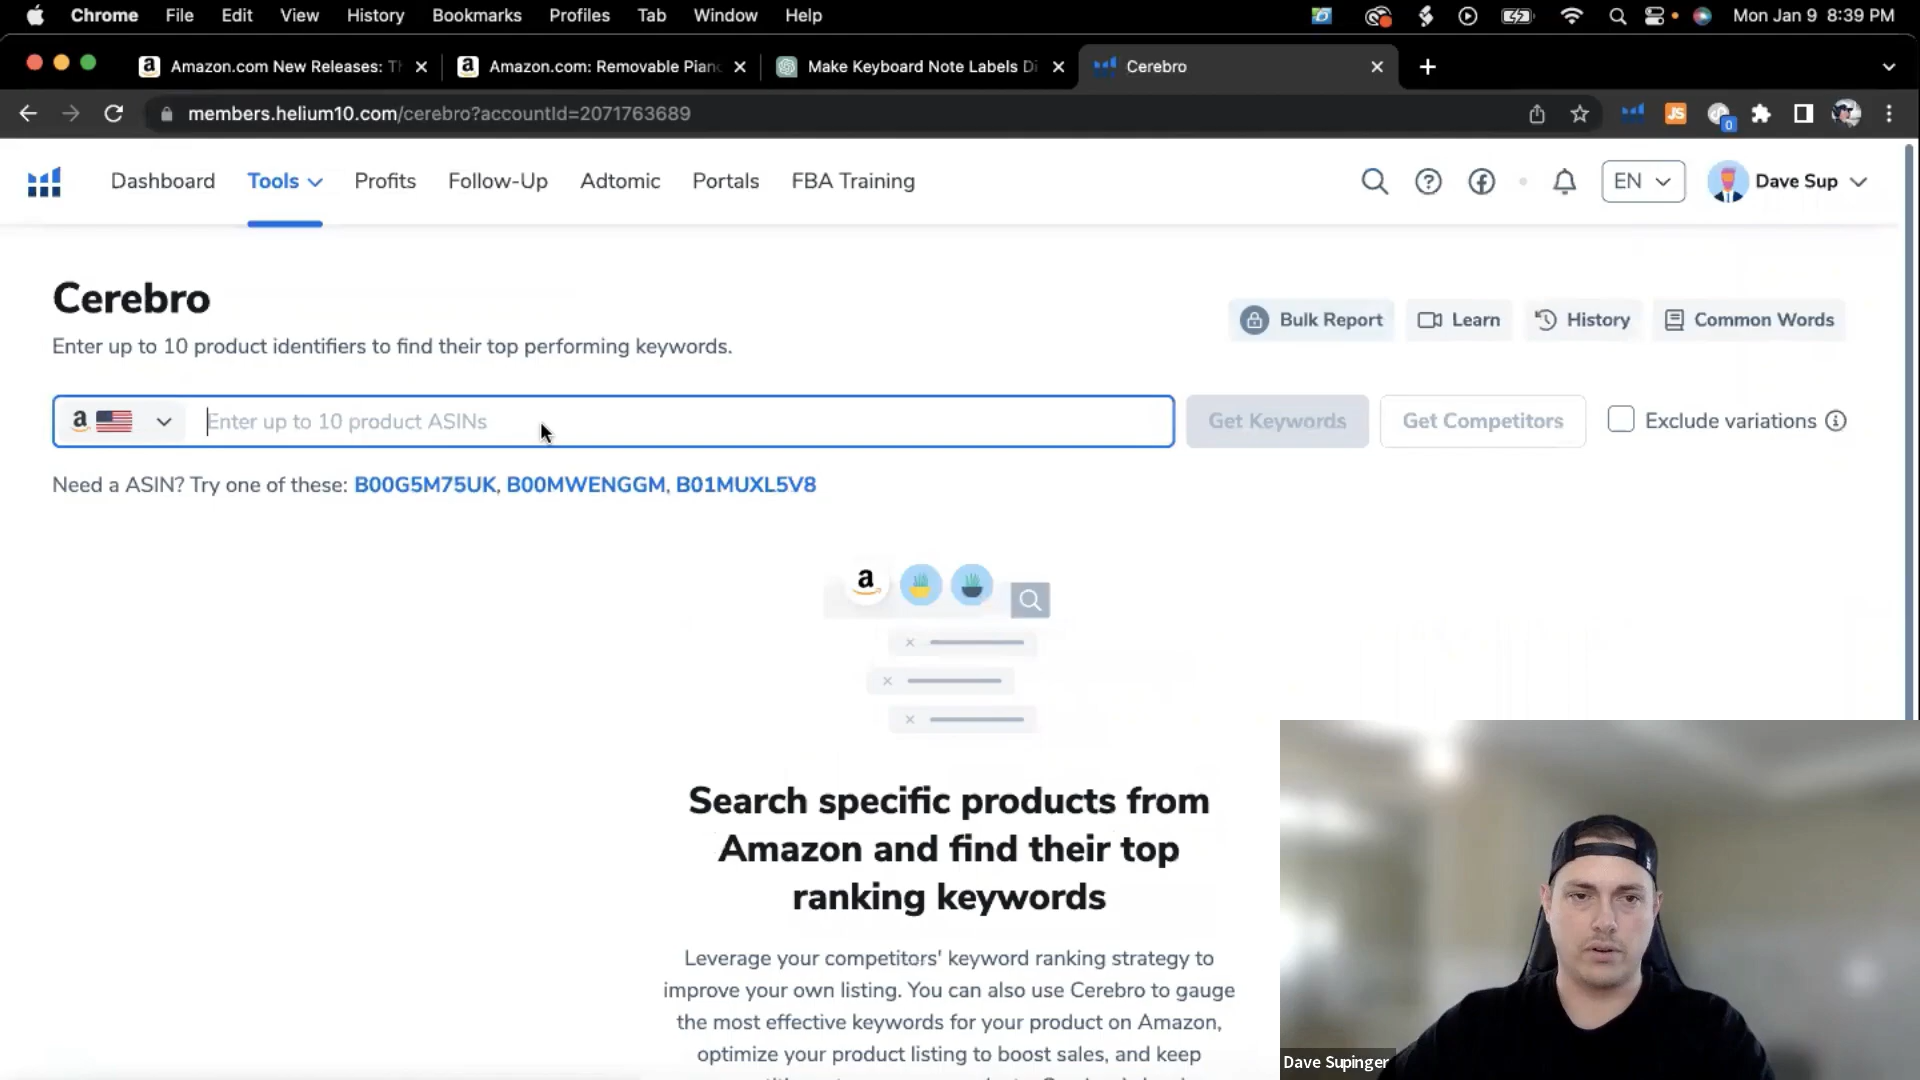 Chrome File Edit View History Bookmarks Profiles Tab Window Help Mon Jan 9 8:39 PM
Amazon.com New Releases: Amazon.com: Removable Make Keyboard Note Labels Cerebro
members.helium10.com/cerebro?accountId=2071763689
JS
0
Dashboard Tools Profits Follow-Up Adtomic Portals FBA Training EN Dave Sup
Cerebro
Bulk Report Learn History Common Words
Enter up to 10 product identifiers to find their top performing keywords.
a Enter up to 10 product ASINs Get Keywords Get Competitors Exclude variations
Need a ASIN? Try one of these: B00G5M75UK, B00MWENGGM, B01MUXL5V8
a
Search specific products from
Amazon and find their top
ranking keywords
Leverage your competitors' keyword ranking strategy to
improve your own listing. You can also use Cerebro to gauge
the most effective keywords for your product on Amazon,
optimize your product listing to boost sales, and keep
Dave Supinger